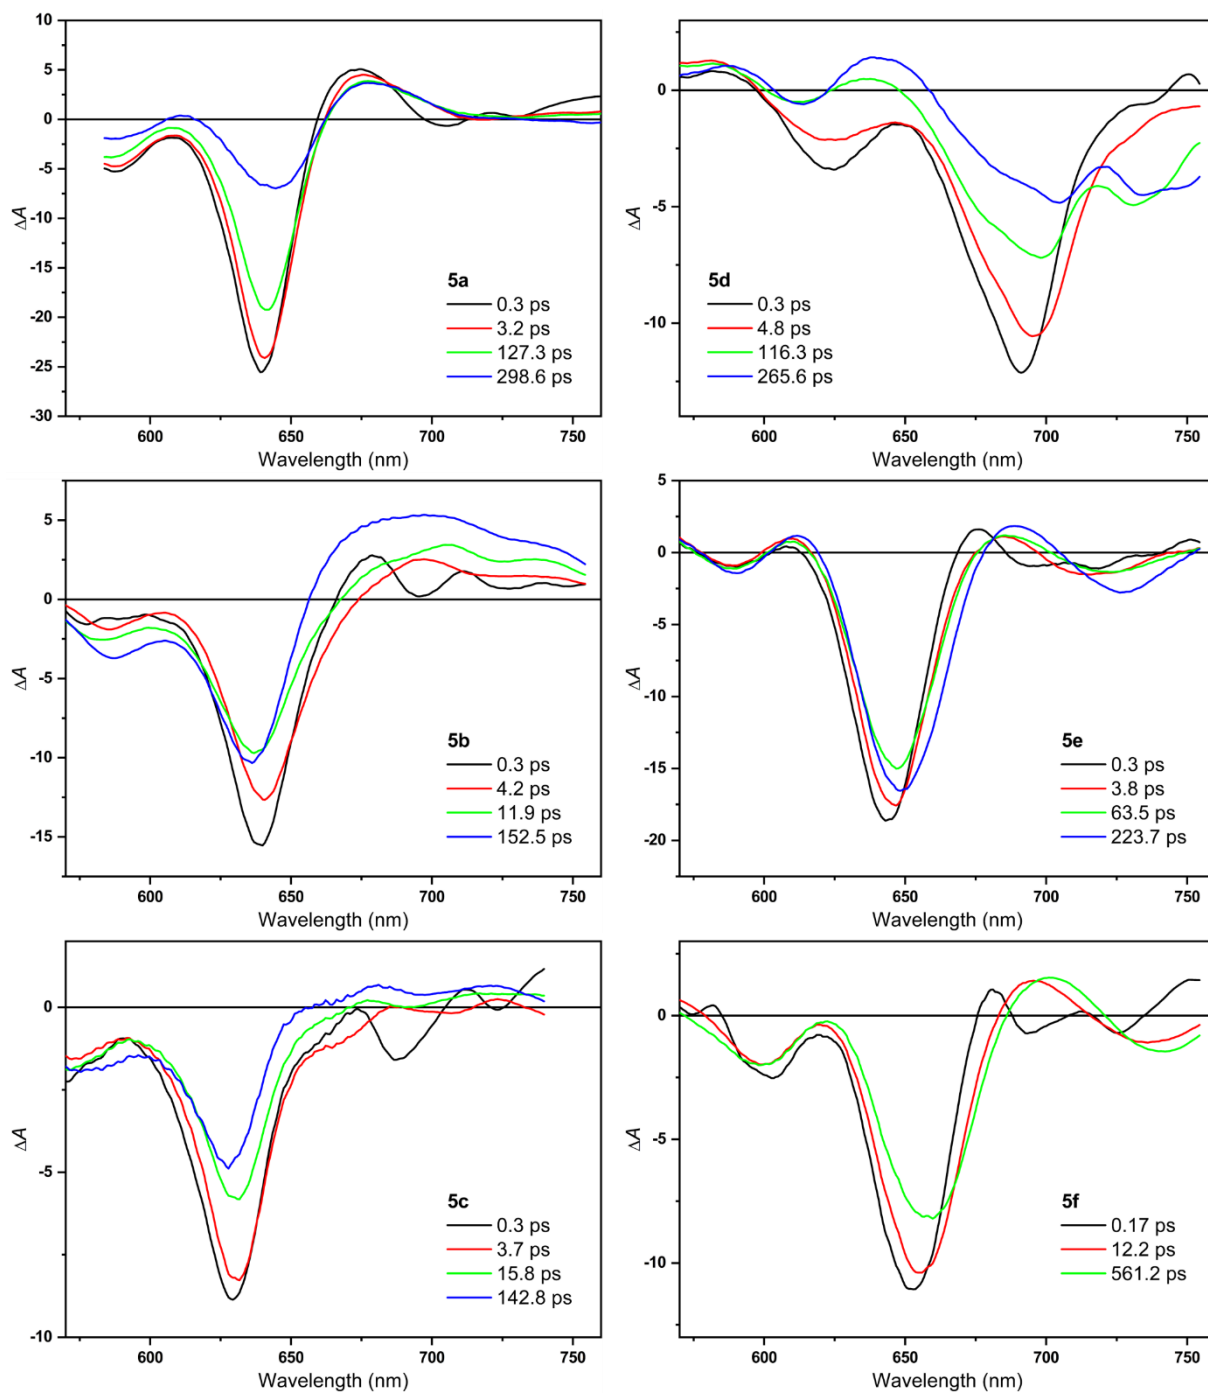 10
5
0
-5
-10
-15
-20
-25
-30
ΔA
5a
0.3 ps
3.2 ps
127.3 ps
298.6 ps
600 650 700 750
Wavelength (nm)
0
-5
-10
ΔA
5d
0.3 ps
4.8 ps
116.3 ps
265.6 ps
600 650 700 750
Wavelength (nm)
5
0
-5
-10
-15
ΔA
5b
0.3 ps
4.2 ps
11.9 ps
152.5 ps
600 650 700 750
Wavelength (nm)
5
0
-5
-10
-15
-20
ΔA
5e
0.3 ps
3.8 ps
63.5 ps
223.7 ps
600 650 700 750
Wavelength (nm)
0
-5
-10
ΔA
5c
0.3 ps
3.7 ps
15.8 ps
142.8 ps
600 650 700 750
Wavelength (nm)
0
-5
-10
ΔA
5f
0.17 ps
12.2 ps
561.2 ps
600 650 700 750
Wavelength (nm)